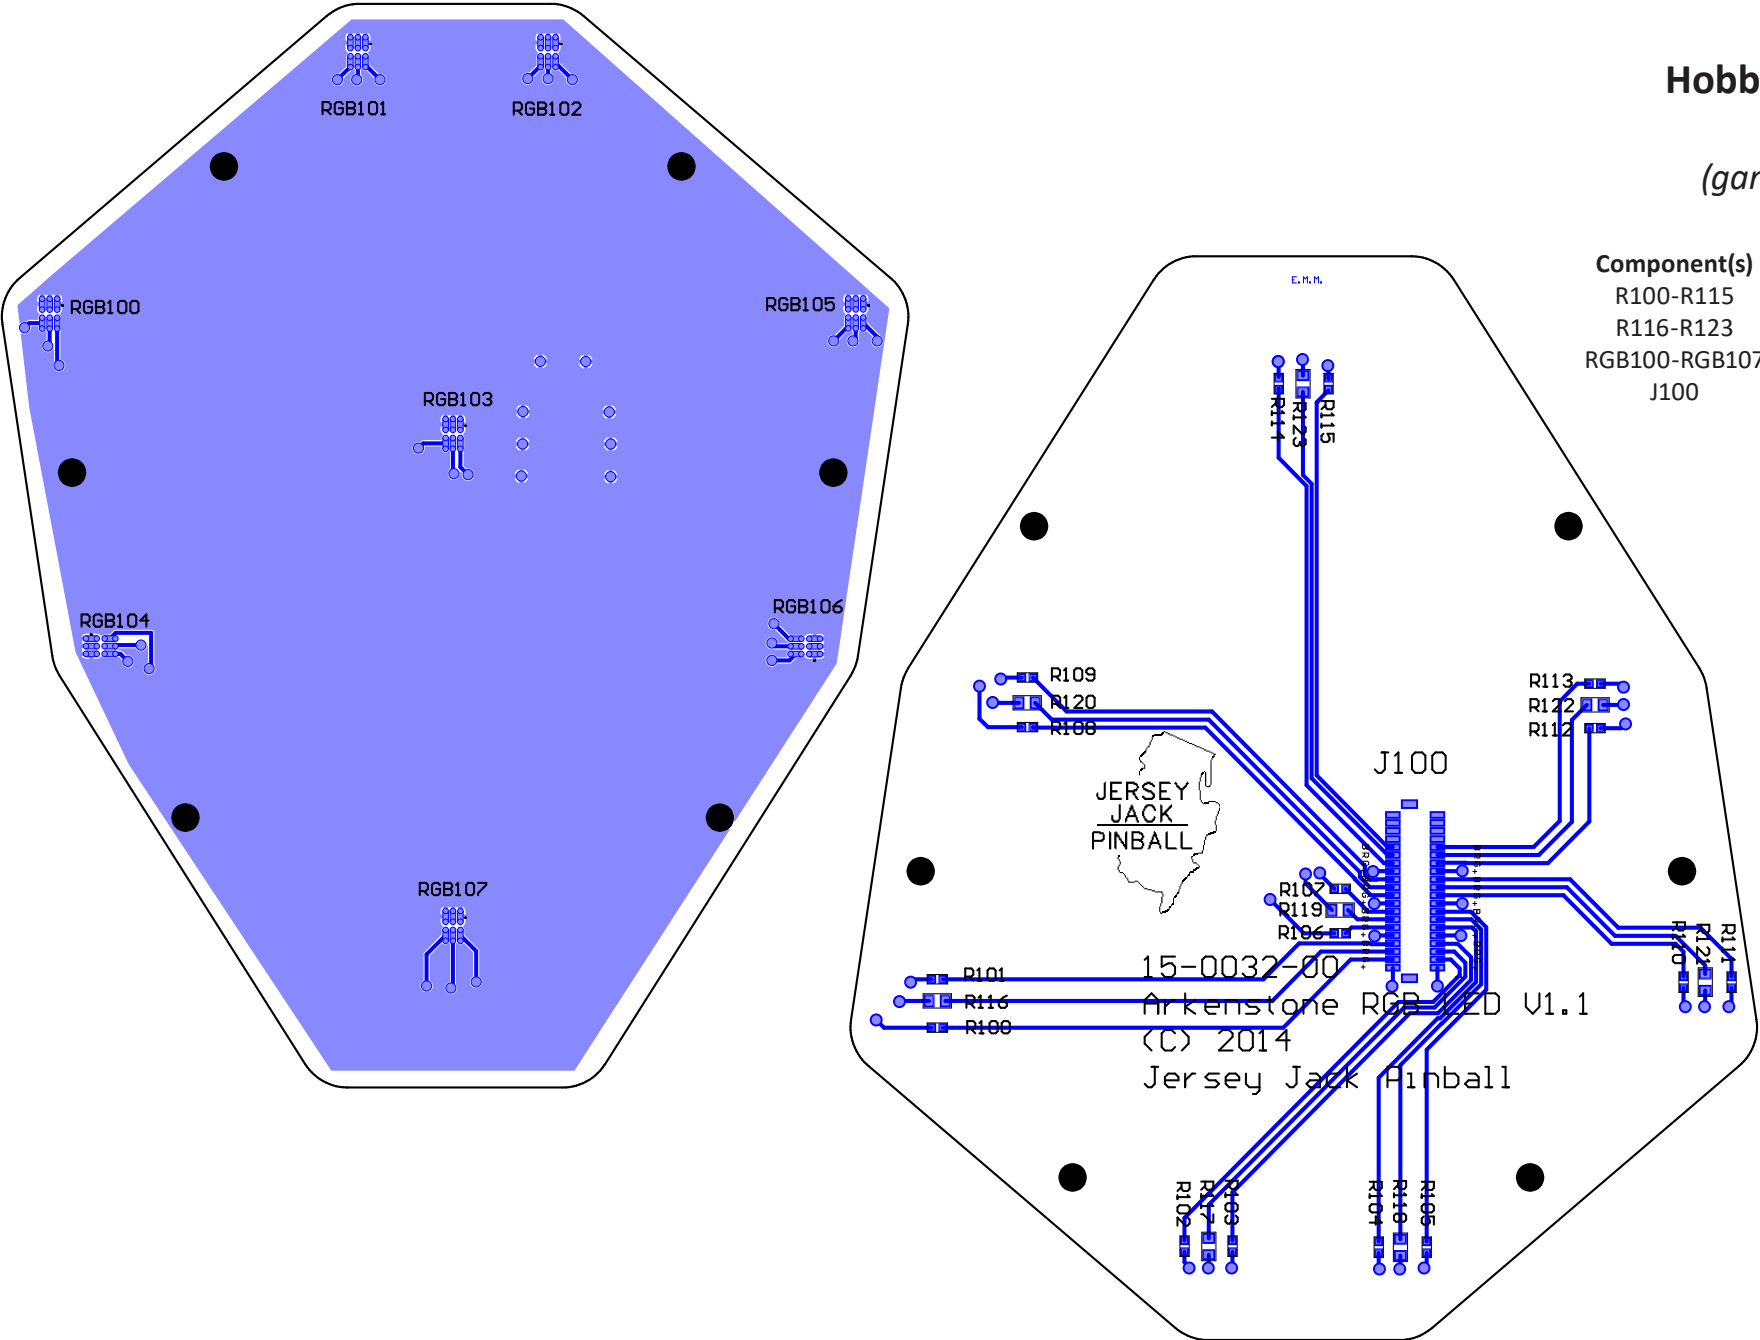 Hobb
(gar
Component(s)
R100-R115
R116-R123
RGB100-RGB107
J100
RGB101
RGB102
RGB100
RGB105
RGB103
RGB104
RGB106
RGB107
E.M.M.
R114
R123
R115
R109
R120
R108
R113
R122
R112
J100
JERSEY
JACK
PINBALL
R107
R119
R106
R101
R116
R100
R110
R121
R111
15-0032-00
Arkenstone RGB LED V1.1
(C) 2014
Jersey Jack Pinball
R102
R117
R103
R104
R118
R105